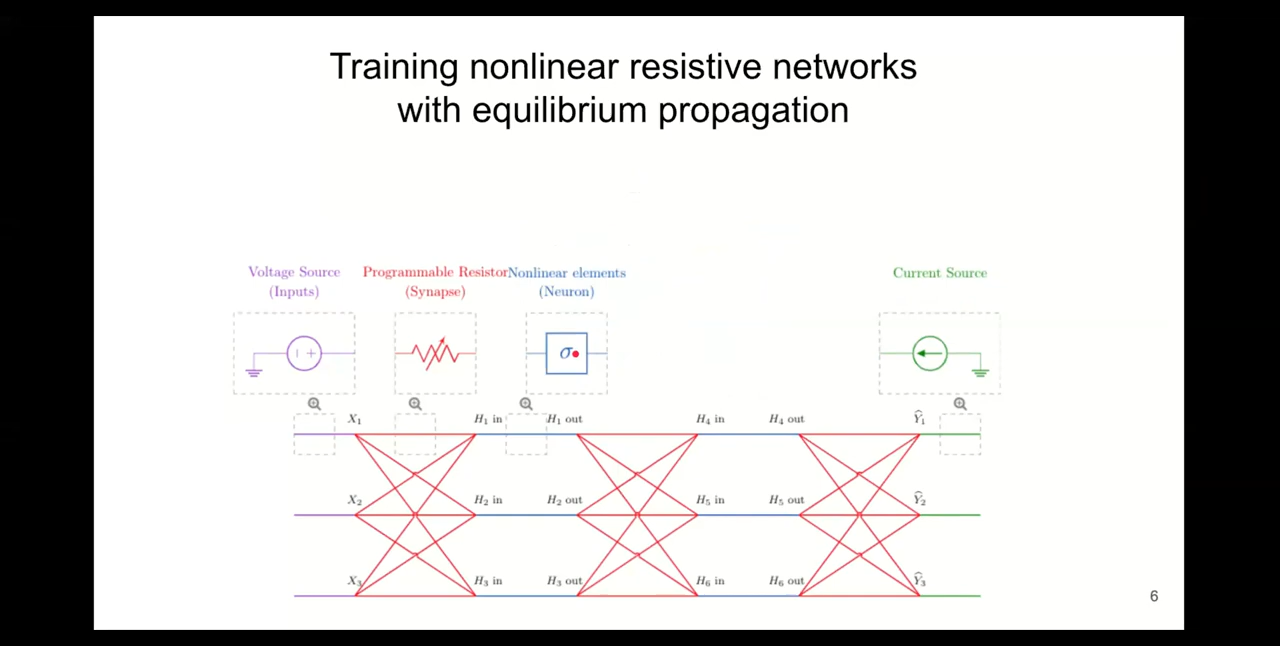 Training nonlinear resistive networks
with equilibrium propagation
Voltage Source
(Inputs)
Programmable Resistor
(Synapse)
Nonlinear elements
(Neuron)
Current Source
σ
X₁ H₁ in H₁ out H₄ in H₄ out Ŷ₁
X₂ H₂ in H₂ out H₅ in H₅ out Ŷ₂
X₃ H₃ in H₃ out H₆ in H₆ out Ŷ₃
6